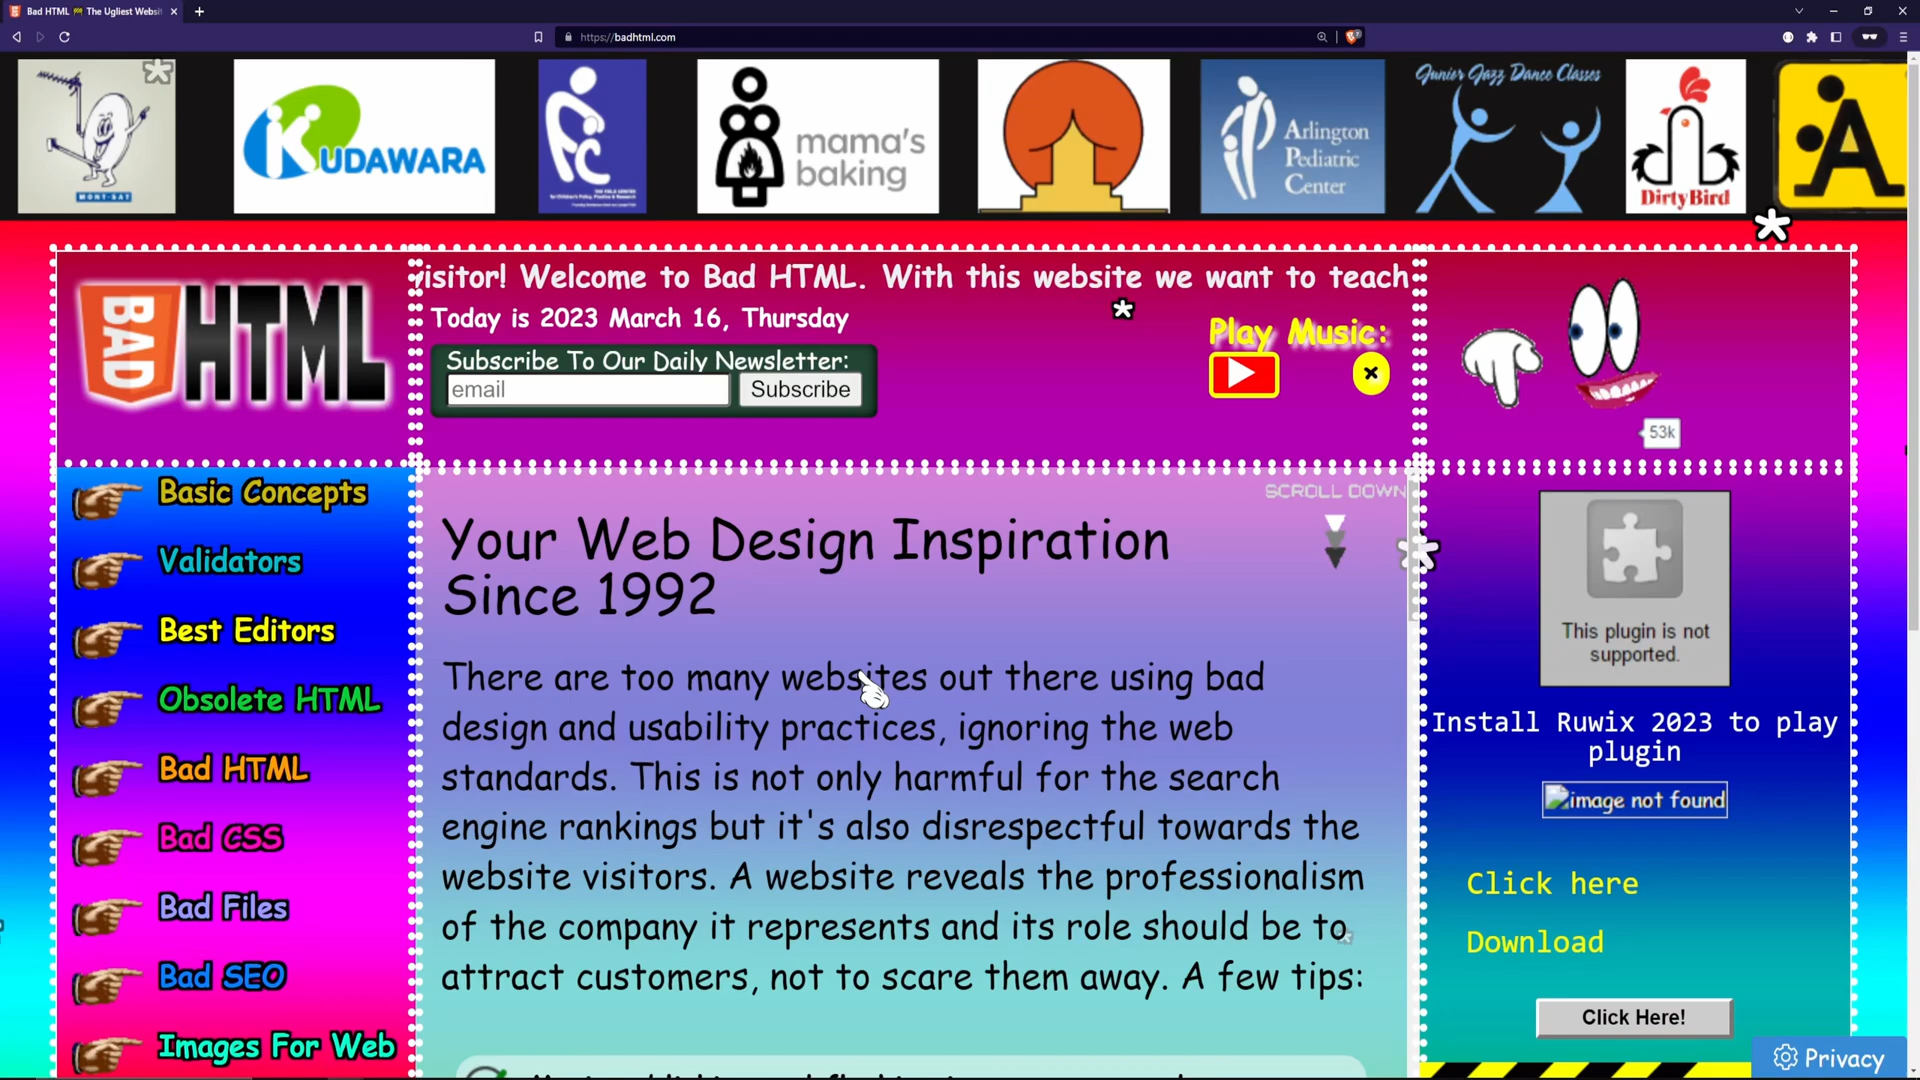 Bad HTML 🚧 The Ugliest Websi
https://badhtml.com
MONT-SAT
KUDAWARA
FC
mama's
baking
Arlington
Pediatric
Center
Junior Jazz Dance Classes
DirtyBird
A
BAD HTML
visitor! Welcome to Bad HTML. With this website we want to teach
Today is 2023 March 16, Thursday
Subscribe To Our Daily Newsletter:
email
Subscribe
Play Music:
53k
Basic Concepts
Validators
Best Editors
Obsolete HTML
Bad HTML
Bad CSS
Bad Files
Bad SEO
Images For Web
SCROLL DOWN
Your Web Design Inspiration
Since 1992
There are too many websites out there using bad
design and usability practices, ignoring the web
standards. This is not only harmful for the search
engine rankings but it's also disrespectful towards the
website visitors. A website reveals the professionalism
of the company it represents and its role should be to
attract customers, not to scare them away. A few tips:
This plugin is not
supported.
Install Ruwix 2023 to play
plugin
image not found
Click here
Download
Click Here!
Privacy